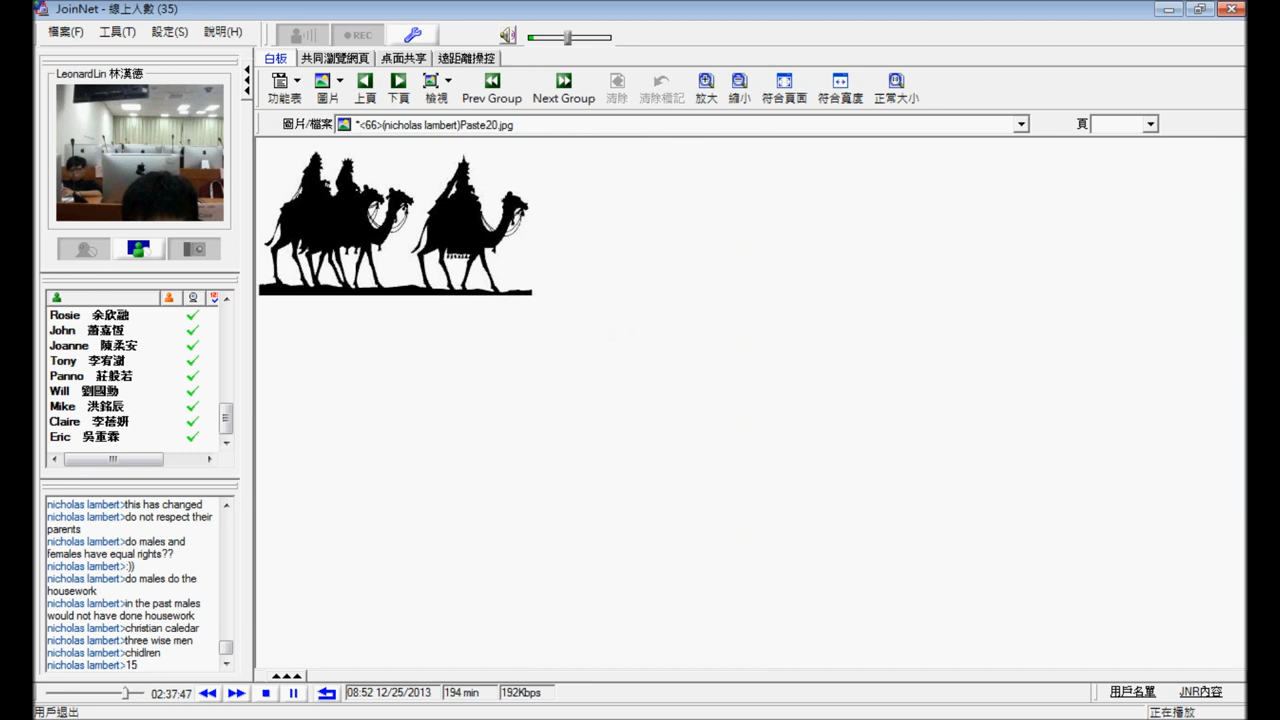 JoinNet - 線上人數 (35)
檔案(F) 工具(T) 設定(S) 說明(H)
REC
白板 共同瀏覽網頁 桌面共享 遠距離操控
功能表 圖片 上頁 下頁 檢視 Prev Group Next Group 清除 清除標記 放大 縮小 符合頁面 符合寬度 正常大小
圖片/檔案 *<66>(nicholas lambert)Paste20.jpg 頁
LeonardLin 林漢德
Rosie 余欣融
John 蕭嘉恆
Joanne 陳柔安
Tony 李宥澍
Panno 莊般若
Will 劉國勳
Mike 洪銘辰
Claire 李蓓妍
Eric 吳重霖
nicholas lambert>this has changed
nicholas lambert>do not respect their
parents
nicholas lambert>do males and
females have equal rights??
nicholas lambert>:))
nicholas lambert>do males do the
housework
nicholas lambert>in the past males
would not have done housework
nicholas lambert>christian caledar
nicholas lambert>three wise men
nicholas lambert>chidlren
nicholas lambert>15
02:37:47 08:52 12/25/2013 194 min 192Kbps 用戶名單 JNR內容
用戶退出 正在播放